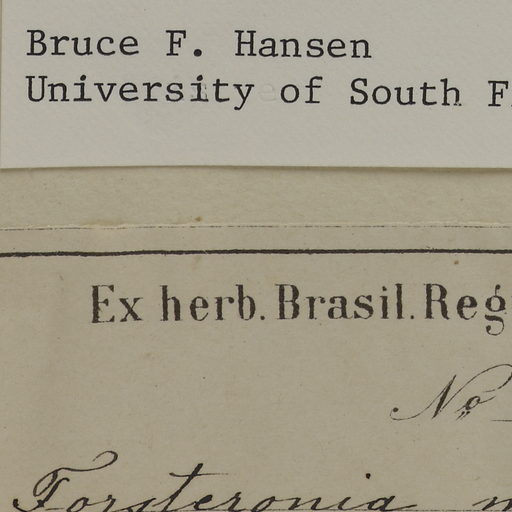 Bruce F. Hansen
University of South F
Ex herb. Brasil. Reg
No
Forsteronia